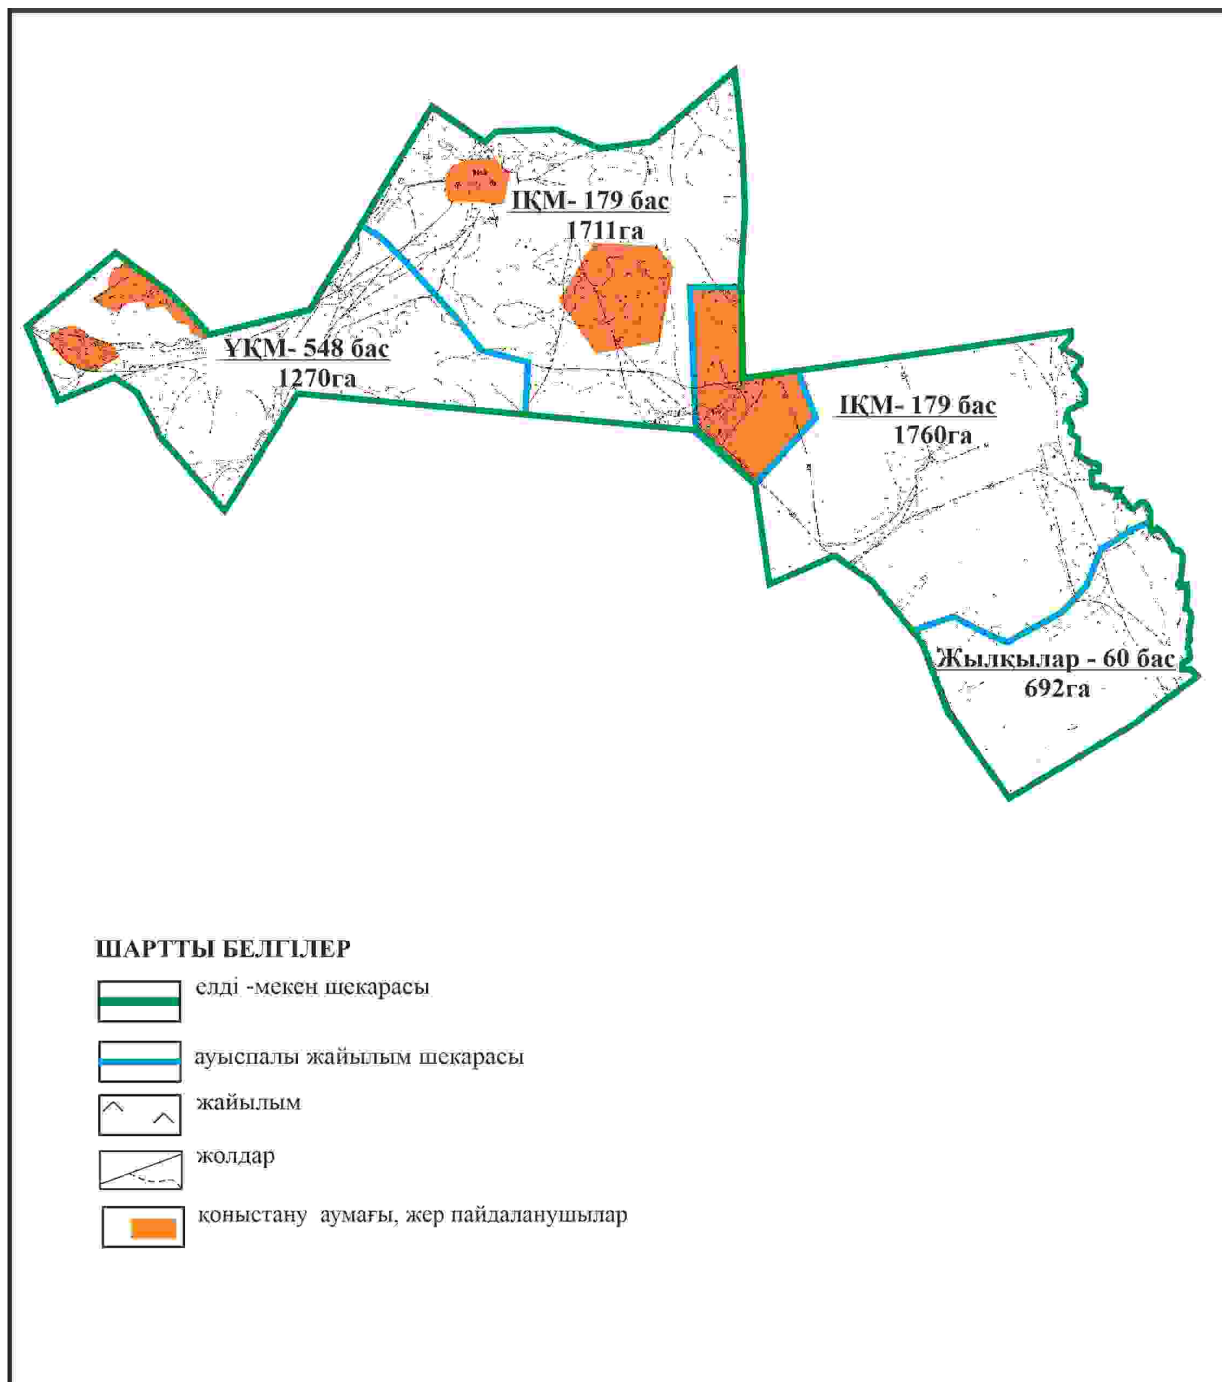 ІҚМ- 179 бас
1711га
ҰҚМ- 548 бас
1270га
ІҚМ- 179 бас
1760га
Жылқылар - 60 бас
692га
ШАРТТЫ БЕЛГІЛЕР
елді -мекен шекарасы
ауыспалы жайылым шекарасы
жайылым
жолдар
қоныстану аумағы, жер пайдаланушылар